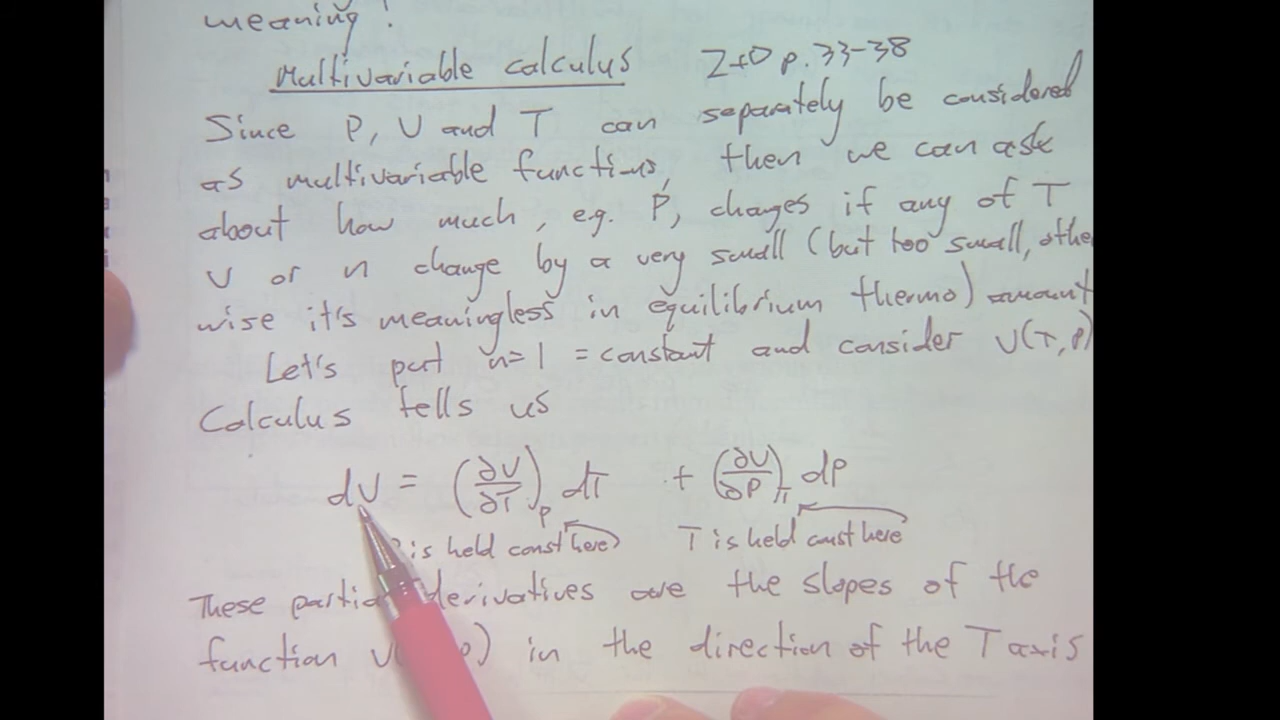 meaning!
Multivariable calculus Z+D p.33-38
Since P, V and T can separately be considered
as multivariable functions, then we can ask
about how much, e.g. P, changes if any of T
V or n change by a very small (but too small, other
wise it's meaningless in equilibrium thermo) amount
Let's put n=1 = constant and consider V(T, P)
Calculus tells us
dV = (∂V/∂T)_P dT + (∂V/∂P)_T dP
is held const here) T is held const here
These partial derivatives are the slopes of the
function V( P) in the direction of the T axis